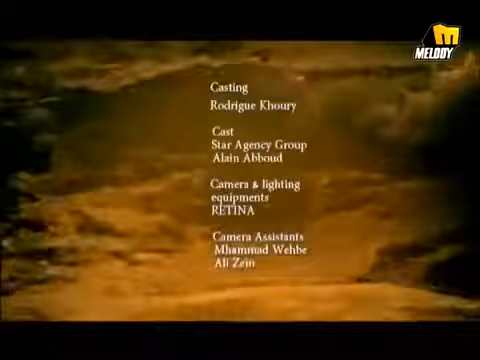 MELODY
Casting
Rodrigue Khoury
Cast
Star Agency Group
Alain Abboud
Camera & lighting
equipments
RETINA
Camera Assistants
Mhammad Wehbe
Ali Zein